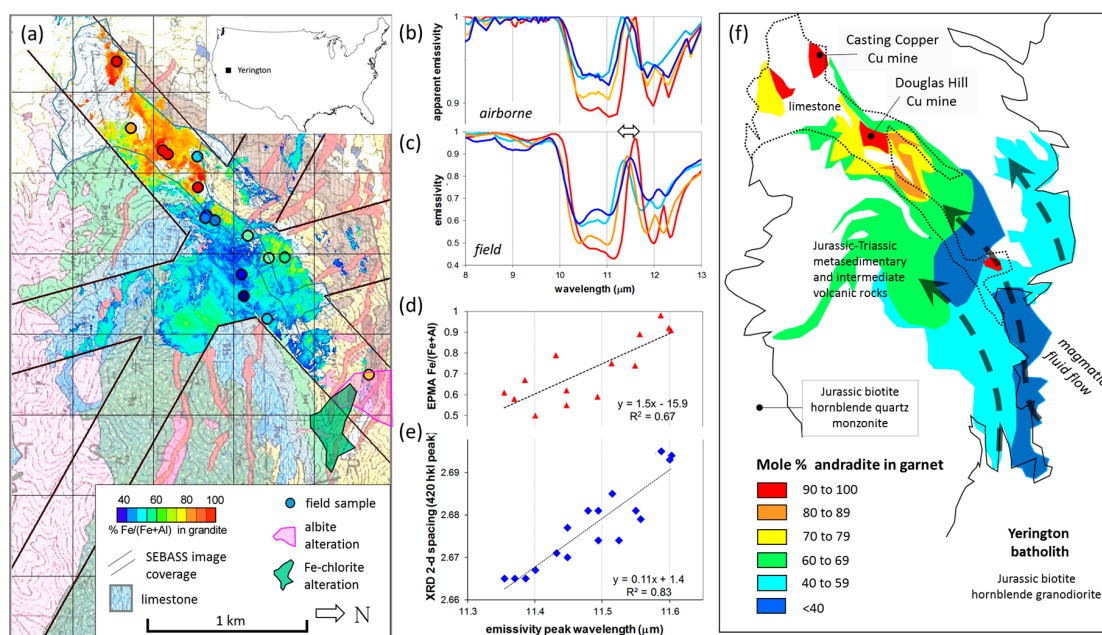 (a)
Yerington
40 60 80 100
% Fe/(Fe+Al) in grandite
SEBASS image
coverage
limestone
field sample
albite
alteration
Fe-chlorite
alteration
1 km
N
(b)
apparent emissivity
1
0.9
airborne
(c)
emissivity
1
0.9
0.8
0.7
0.6
0.5
0.4
field
8 9 10 11 12 13
wavelength (µm)
(d)
EPMA Fe/(Fe+Al)
1
0.9
0.8
0.7
0.6
0.5
y = 1.5x - 15.9
R² = 0.67
(e)
XRD 2-d spacing (420 hkl peak)
2.69
2.68
2.67
2.66
y = 0.11x + 1.4
R² = 0.83
11.3 11.4 11.5 11.6
emissivity peak wavelength (µm)
(f)
Casting Copper
Cu mine
Douglas Hill
Cu mine
limestone
Jurassic-Triassic
metasedimentary
and intermediate
volcanic rocks
magmatic
fluid flow
Jurassic biotite
hornblende quartz
monzonite
Mole % andradite in garnet
90 to 100
80 to 89
70 to 79
60 to 69
40 to 59
<40
Yerington
batholith
Jurassic biotite
hornblende granodiorite